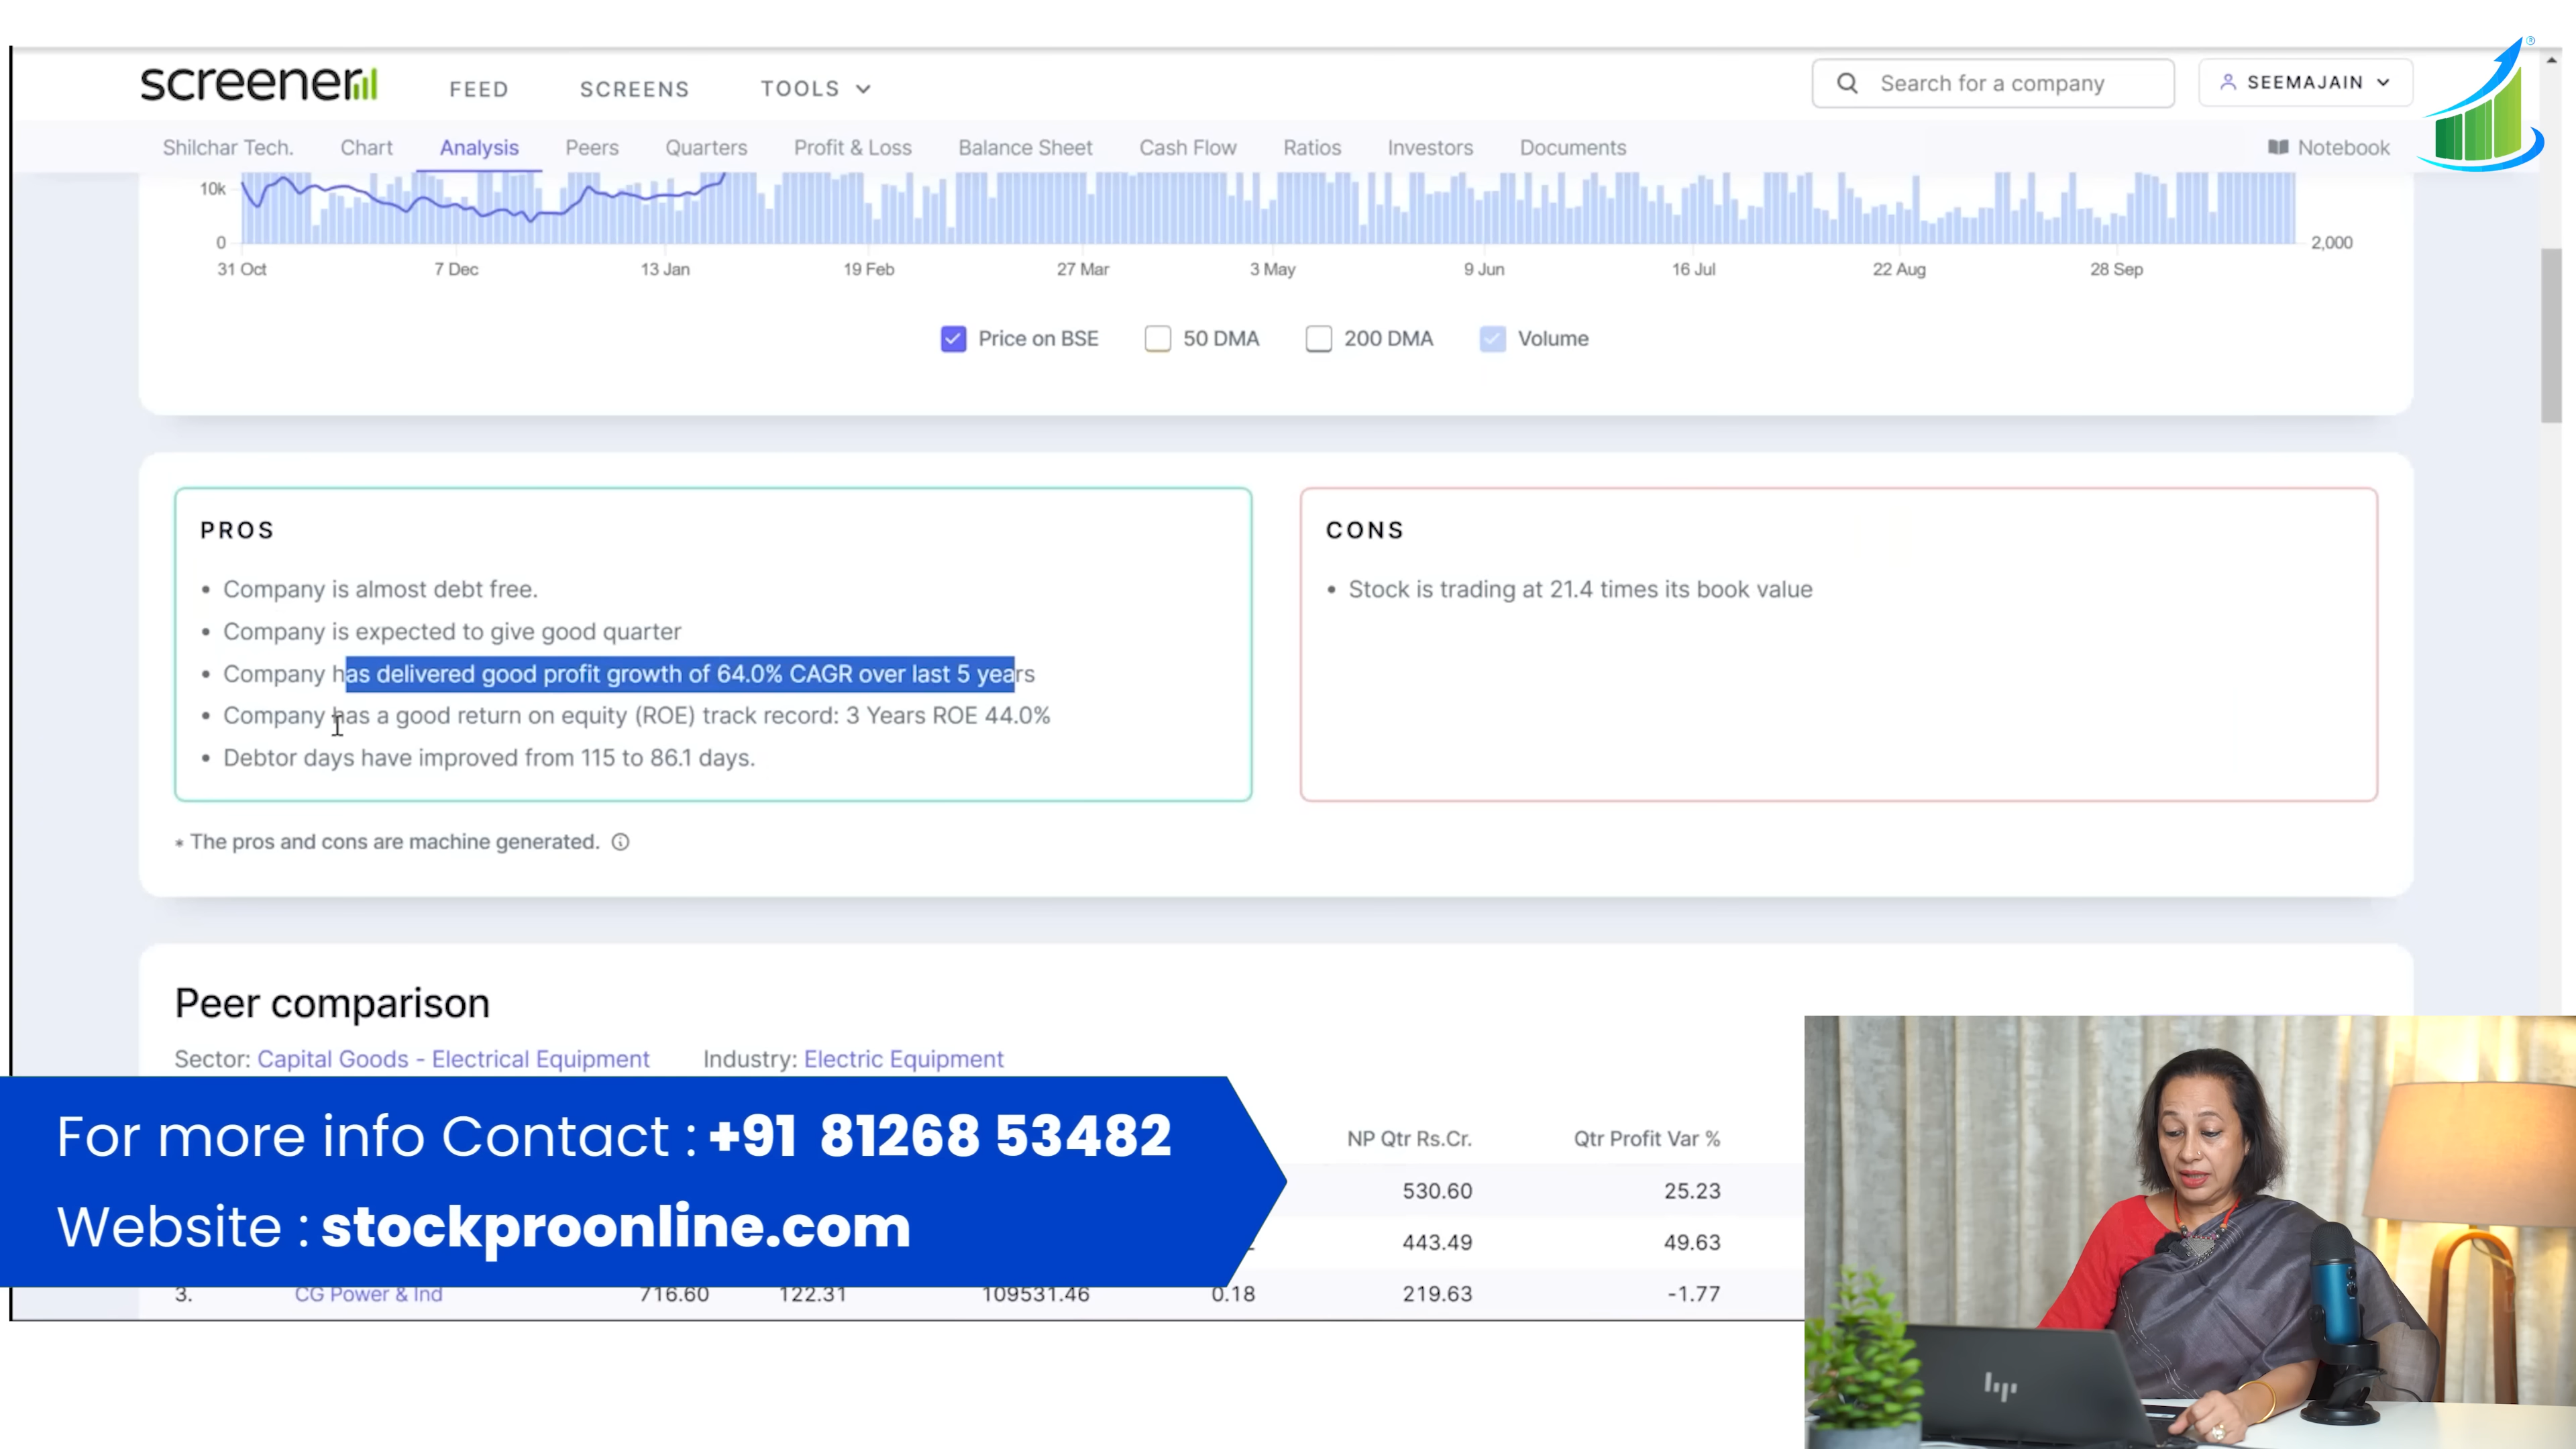 screener
FEED SCREENS TOOLS
Search for a company
SEEMAJAIN
®
Shilchar Tech. Chart Analysis Peers Quarters Profit & Loss Balance Sheet Cash Flow Ratios Investors Documents Notebook
10k
0
2,000
31 Oct 7 Dec 13 Jan 19 Feb 27 Mar 3 May 9 Jun 16 Jul 22 Aug 28 Sep
Price on BSE 50 DMA 200 DMA Volume
PROS
• Company is almost debt free.
• Company is expected to give good quarter
• Company has delivered good profit growth of 64.0% CAGR over last 5 years
• Company has a good return on equity (ROE) track record: 3 Years ROE 44.0%
• Debtor days have improved from 115 to 86.1 days.
CONS
• Stock is trading at 21.4 times its book value
* The pros and cons are machine generated.
Peer comparison
Sector: Capital Goods - Electrical Equipment Industry: Electric Equipment
NP Qtr Rs.Cr. Qtr Profit Var %
530.60 25.23
443.49 49.63
3. CG Power & Ind 716.60 122.31 109531.46 0.18 219.63 -1.77
For more info Contact : +91 81268 53482
Website : stockproonline.com
hp